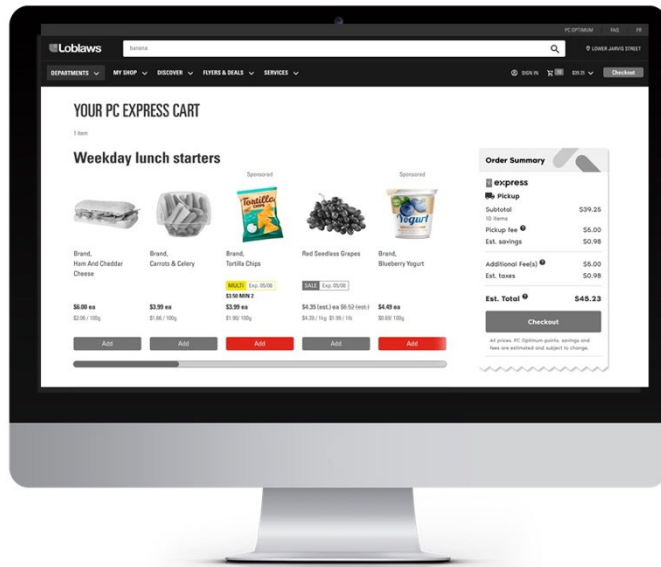 PC OPTIMUM FAQ FR
Loblaws
banana
LOWER JARVIS STREET
DEPARTMENTS MY SHOP DISCOVER FLYERS & DEALS SERVICES
SIGN IN
$39.25
Checkout
YOUR PC EXPRESS CART
1 item
Weekday lunch starters
Sponsored
Sponsored
Tortilla
CHIPS
Yogurt
Brand,
Ham And Cheddar
Cheese
$6.00 ea
$2.06 / 100g
Add
Brand,
Carrots & Celery
$3.99 ea
$1.66 / 100g
Add
Brand,
Tortilla Chips
MULTI Exp. 05/08
$3.50 MIN 2
$3.99 ea
$1.90/ 100g
Add
Red Seedless Grapes
SALE Exp. 05/08
$4.35 (est.) ea $6.52 (est.)
$4.39 / 1kg $1.99 / 1lb
Add
Brand,
Blueberry Yogurt
$4.49 ea
$0.69/ 100g
Add
Order Summary
express
Pickup
Subtotal $39.25
10 items
Pickup fee $5.00
Est. savings $0.98
Additional Fee(s) $5.00
Est. taxes $0.98
Est. Total $45.23
Checkout
All prices, PC Optimum points, savings and
fees are estimated and subject to change.